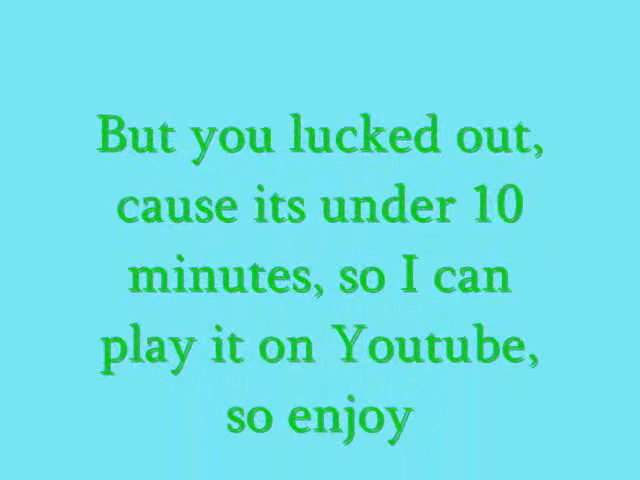 But you lucked out,
cause its under 10
minutes, so I can
play it on Youtube,
so enjoy